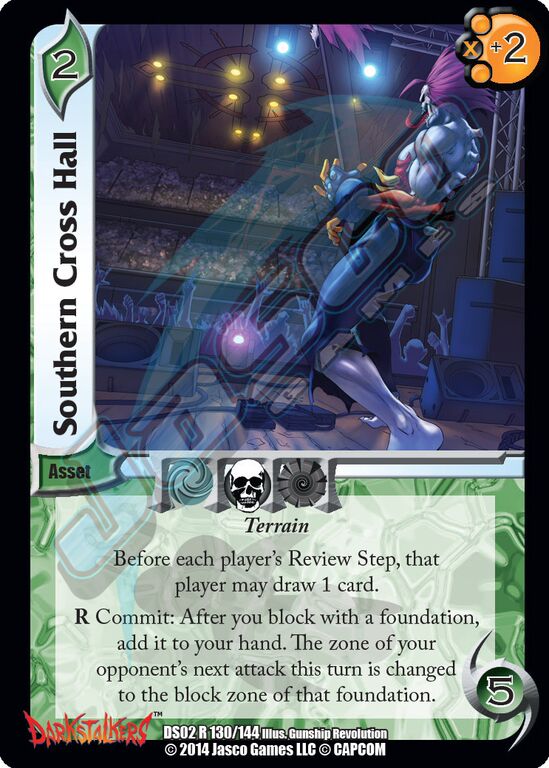 2
x +2
Southern Cross Hall
Asset
Terrain
Before each player's Review Step, that
player may draw 1 card.
R Commit: After you block with a foundation,
add it to your hand. The zone of your
opponent's next attack this turn is changed
to the block zone of that foundation.
5
DARKSTALKERS™
DS02 R 130/144 Illus. Gunship Revolution
© 2014 Jasco Games LLC © CAPCOM